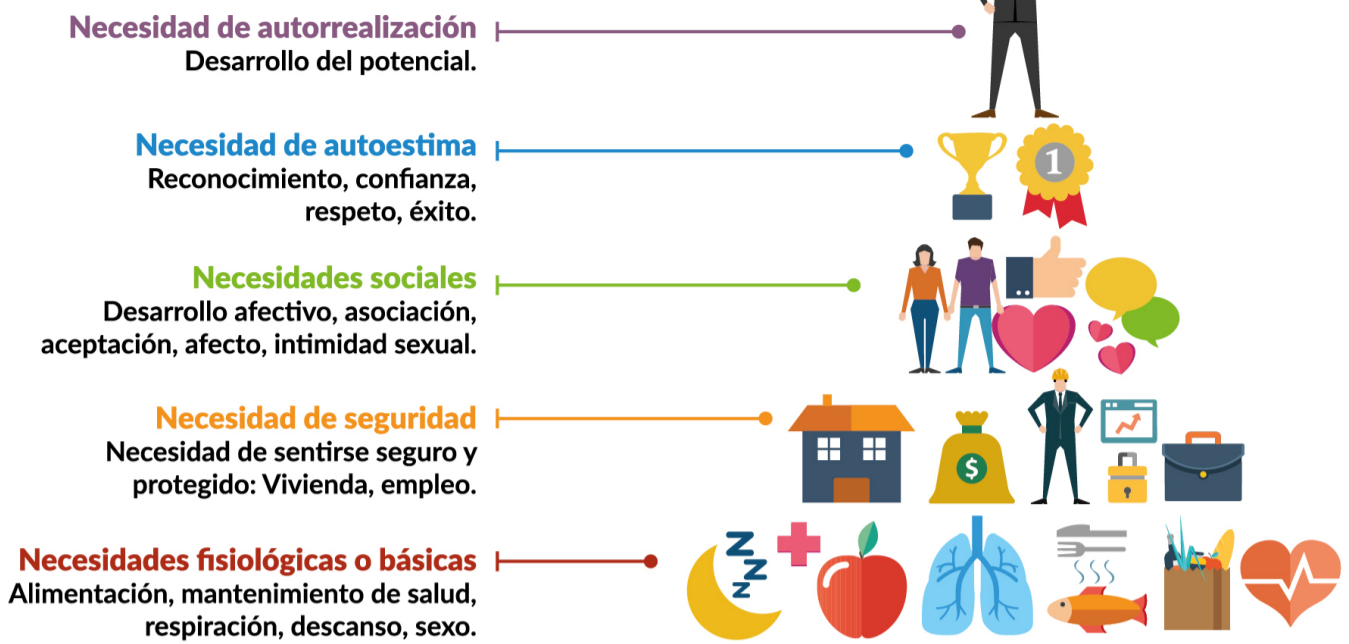 Necesidad de autorrealización
Desarrollo del potencial.
Necesidad de autoestima
Reconocimiento, confianza,
respeto, éxito.
1
Necesidades sociales
Desarrollo afectivo, asociación,
aceptación, afecto, intimidad sexual.
Necesidad de seguridad
Necesidad de sentirse seguro y
protegido: Vivienda, empleo.
$
Necesidades fisiológicas o básicas
Alimentación, mantenimiento de salud,
respiración, descanso, sexo.
N
N
Z
N
Z